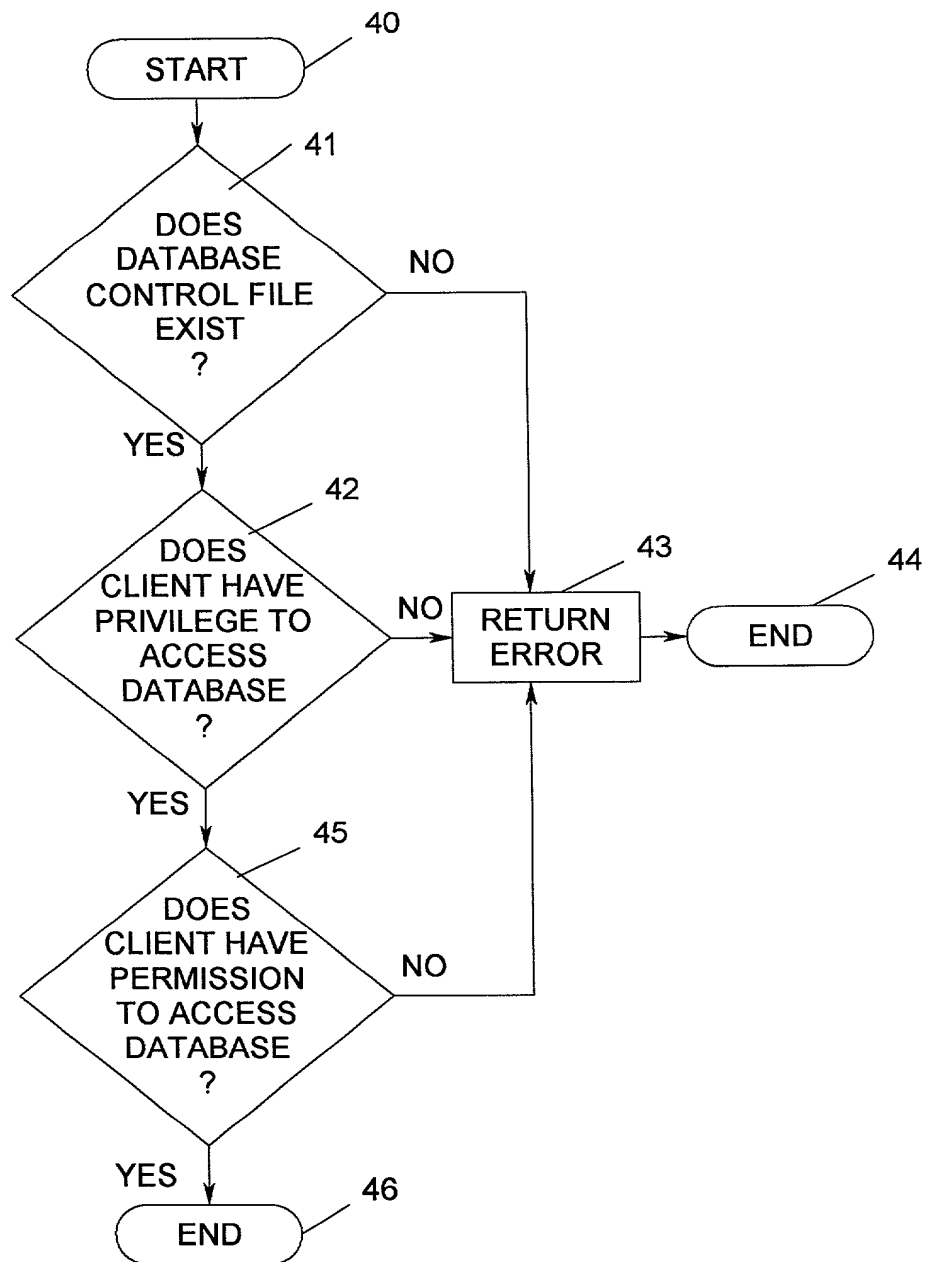 40
START
41
DOES
DATABASE
CONTROL FILE
EXIST
?
NO
YES
42
DOES
CLIENT HAVE
PRIVILEGE TO
ACCESS
DATABASE
?
NO
43
RETURN
ERROR
44
END
YES
45
DOES
CLIENT HAVE
PERMISSION
TO ACCESS
DATABASE
?
NO
YES
46
END